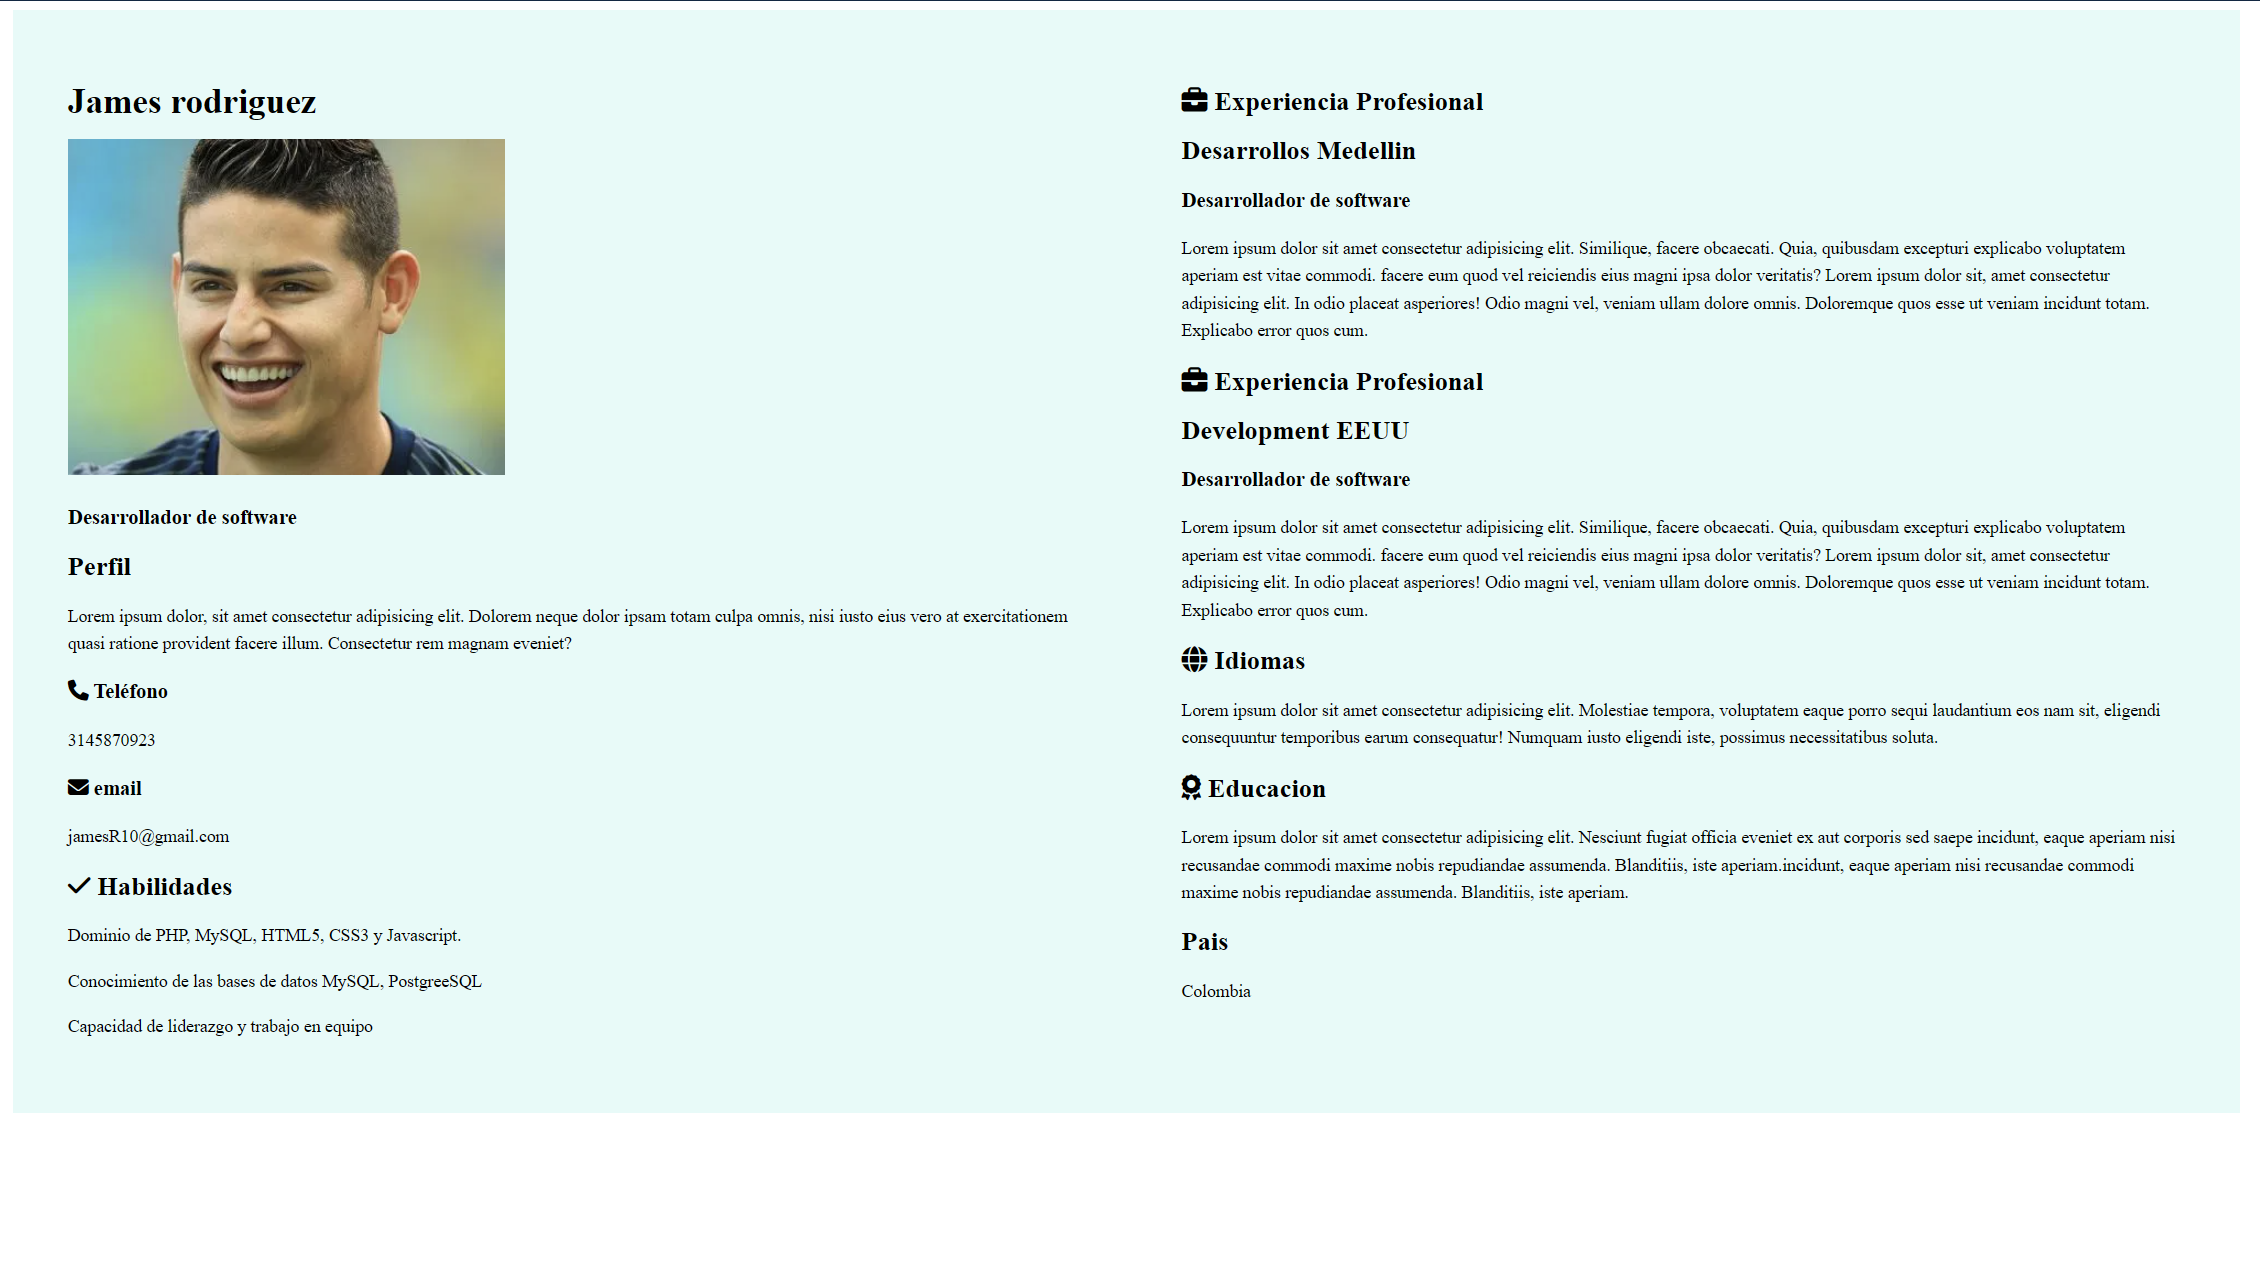 James rodriguez
Desarrollador de software
Perfil
Lorem ipsum dolor, sit amet consectetur adipisicing elit. Dolorem neque dolor ipsam totam culpa omnis, nisi iusto eius vero at exercitationem
quasi ratione provident facere illum. Consectetur rem magnam eveniet?
Teléfono
3145870923
email
jamesR10@gmail.com
Habilidades
Dominio de PHP, MySQL, HTML5, CSS3 y Javascript.
Conocimiento de las bases de datos MySQL, PostgreeSQL
Capacidad de liderazgo y trabajo en equipo
Experiencia Profesional
Desarrollos Medellin
Desarrollador de software
Lorem ipsum dolor sit amet consectetur adipisicing elit. Similique, facere obcaecati. Quia, quibusdam excepturi explicabo voluptatem
aperiam est vitae commodi. facere eum quod vel reiciendis eius magni ipsa dolor veritatis? Lorem ipsum dolor sit, amet consectetur
adipisicing elit. In odio placeat asperiores! Odio magni vel, veniam ullam dolore omnis. Doloremque quos esse ut veniam incidunt totam.
Explicabo error quos cum.
Experiencia Profesional
Development EEUU
Desarrollador de software
Lorem ipsum dolor sit amet consectetur adipisicing elit. Similique, facere obcaecati. Quia, quibusdam excepturi explicabo voluptatem
aperiam est vitae commodi. facere eum quod vel reiciendis eius magni ipsa dolor veritatis? Lorem ipsum dolor sit, amet consectetur
adipisicing elit. In odio placeat asperiores! Odio magni vel, veniam ullam dolore omnis. Doloremque quos esse ut veniam incidunt totam.
Explicabo error quos cum.
Idiomas
Lorem ipsum dolor sit amet consectetur adipisicing elit. Molestiae tempora, voluptatem eaque porro sequi laudantium eos nam sit, eligendi
consequuntur temporibus earum consequatur! Numquam iusto eligendi iste, possimus necessitatibus soluta.
Educacion
Lorem ipsum dolor sit amet consectetur adipisicing elit. Nesciunt fugiat officia eveniet ex aut corporis sed saepe incidunt, eaque aperiam nisi
recusandae commodi maxime nobis repudiandae assumenda. Blanditiis, iste aperiam.incidunt, eaque aperiam nisi recusandae commodi
maxime nobis repudiandae assumenda. Blanditiis, iste aperiam.
Pais
Colombia